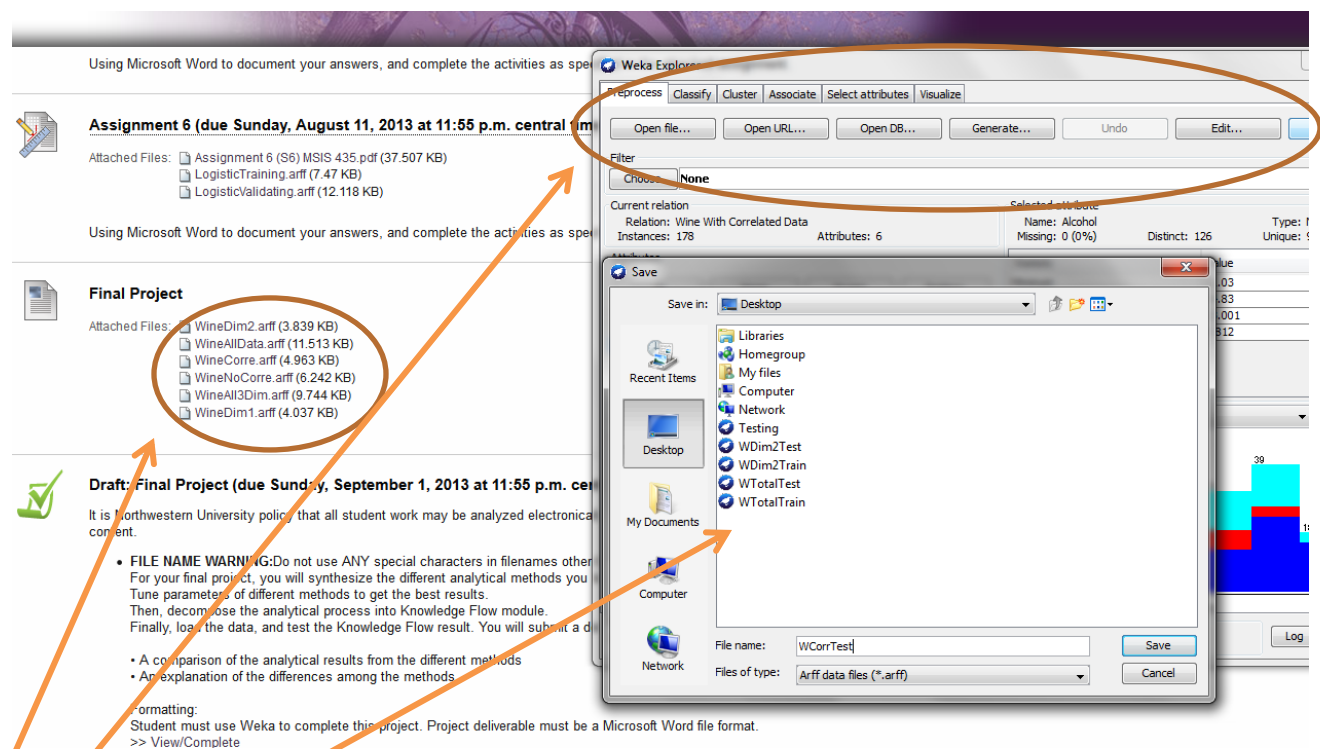 Using Microsoft Word to document your answers, and complete the activities as spe
Assignment 6 (due Sunday, August 11, 2013 at 11:55 p.m. central tim
Attached Files: Assignment 6 (S6) MSIS 435.pdf (37.507 KB)
LogisticTraining.arff (7.47 KB)
LogisticValidating.arff (12.118 KB)
Using Microsoft Word to document your answers, and complete the activities as spe
Final Project
Attached Files: WineDim2.arff (3.839 KB)
WineAllData.arff (11.513 KB)
WineCorre.arff (4.963 KB)
WineNoCorre.arff (6.242 KB)
WineAll3Dim.arff (9.744 KB)
WineDim1.arff (4.037 KB)
Draft: Final Project (due Sunday, September 1, 2013 at 11:55 p.m. cen
It is Northwestern University policy that all student work may be analyzed electronica
consent.
• FILE NAME WARNING:Do not use ANY special characters in filenames other
For your final project, you will synthesize the different analytical methods you
Tune parameters of different methods to get the best results.
Then, decompose the analytical process into Knowledge Flow module.
Finally, load the data, and test the Knowledge Flow result. You will submit a d
• A comparison of the analytical results from the different methods
• An explanation of the differences among the methods
Formatting:
Student must use Weka to complete this project. Project deliverable must be a Microsoft Word file format.
>> View/Complete
Weka Explorer
Preprocess Classify Cluster Associate Select attributes Visualize
Open file... Open URL... Open DB... Generate... Undo Edit...
Filter
Choose None
Current relation
Relation: Wine With Correlated Data
Instances: 178 Attributes: 6
Selected attribute
Name: Alcohol Type: N
Missing: 0 (0%) Distinct: 126 Unique: 9
Attributes
alue
.03
.83
.001
312
39
18
Log
Save
Save in: Desktop
Recent Items
Desktop
My Documents
Computer
Network
Libraries
Homegroup
My files
Computer
Network
Testing
WDim2Test
WDim2Train
WTotalTest
WTotalTrain
File name: WCorrTest Save
Files of type: Arff data files (*.arff) Cancel